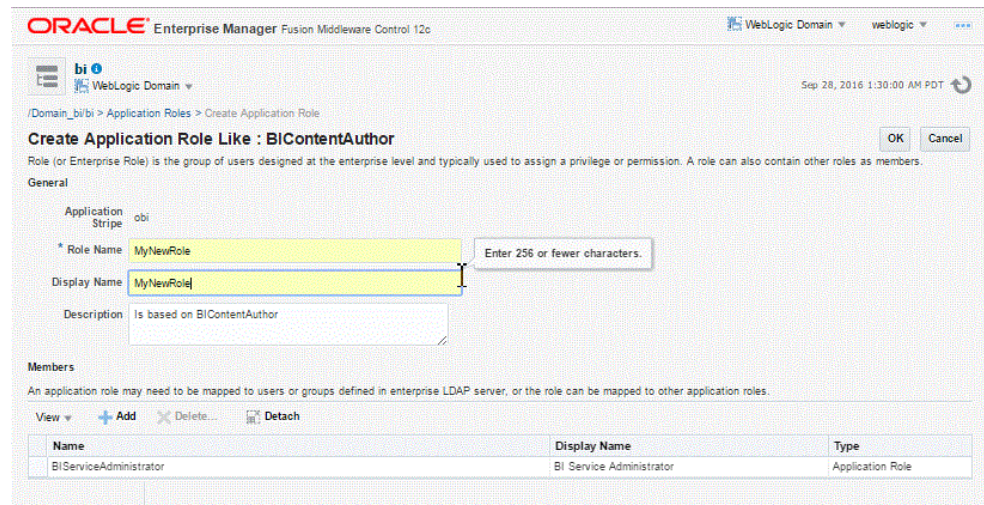 ORACLE Enterprise Manager Fusion Middleware Control 12c WebLogic Domain weblogic
bi
WebLogic Domain
Sep 28, 2016 1:30:00 AM PDT
/Domain_bi/bi > Application Roles > Create Application Role
Create Application Role Like : BIContentAuthor OK Cancel
Role (or Enterprise Role) is the group of users designed at the enterprise level and typically used to assign a privilege or permission. A role can also contain other roles as members.
General
Application Stripe obi
* Role Name MyNewRole
Enter 256 or fewer characters.
Display Name MyNewRole
Description Is based on BIContentAuthor
Members
An application role may need to be mapped to users or groups defined in enterprise LDAP server, or the role can be mapped to other application roles.
View Add Delete... Detach
Name Display Name Type
BIServiceAdministrator BI Service Administrator Application Role